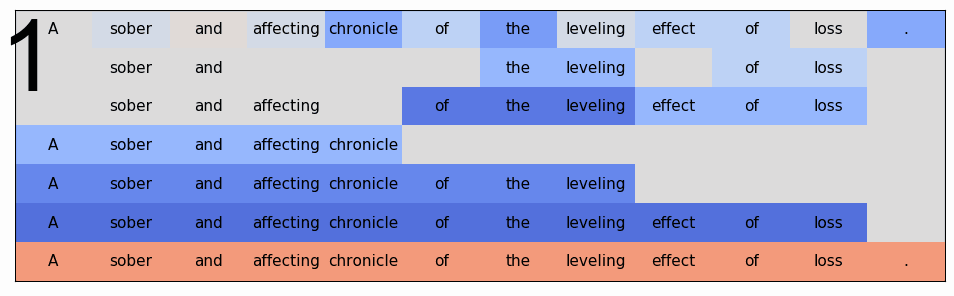 1
A sober and affecting chronicle of the leveling effect of loss .
sober and the leveling of loss
sober and affecting of the leveling effect of loss
A sober and affecting chronicle
A sober and affecting chronicle of the leveling
A sober and affecting chronicle of the leveling effect of loss
A sober and affecting chronicle of the leveling effect of loss .